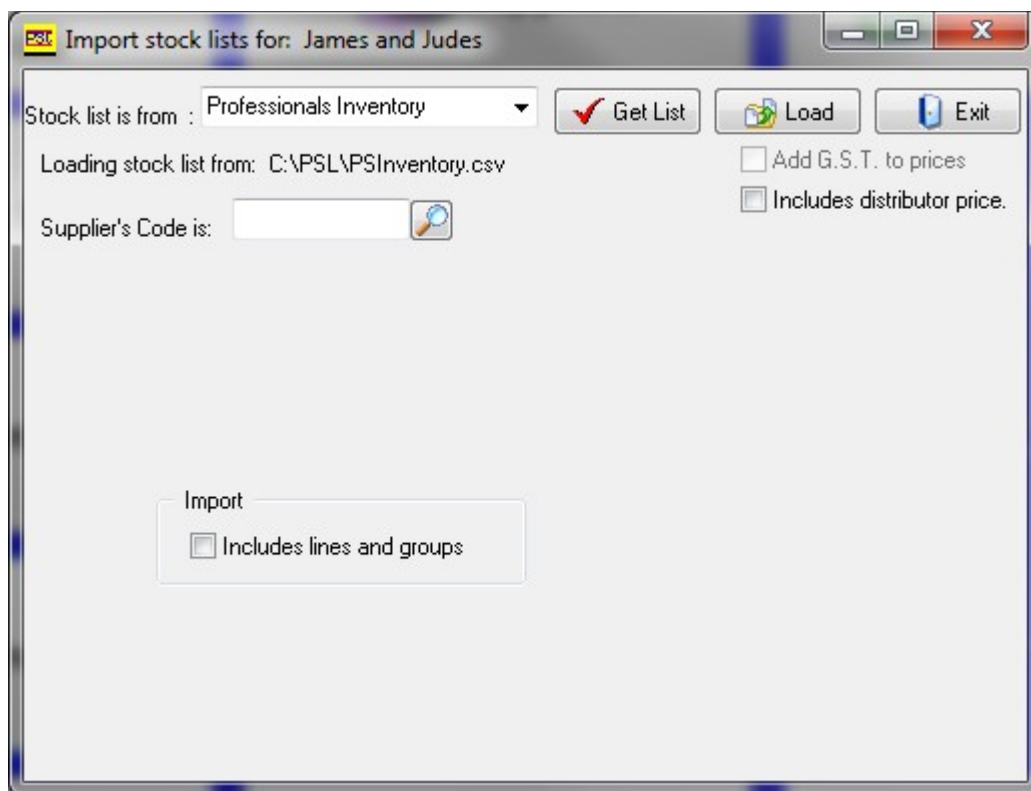 PSL Import stock lists for: James and Judes
Stock list is from : Professionals Inventory Get List Load Exit
Loading stock list from: C:\PSL\PSInventory.csv Add G.S.T. to prices
Includes distributor price.
Supplier's Code is:
Import
Includes lines and groups